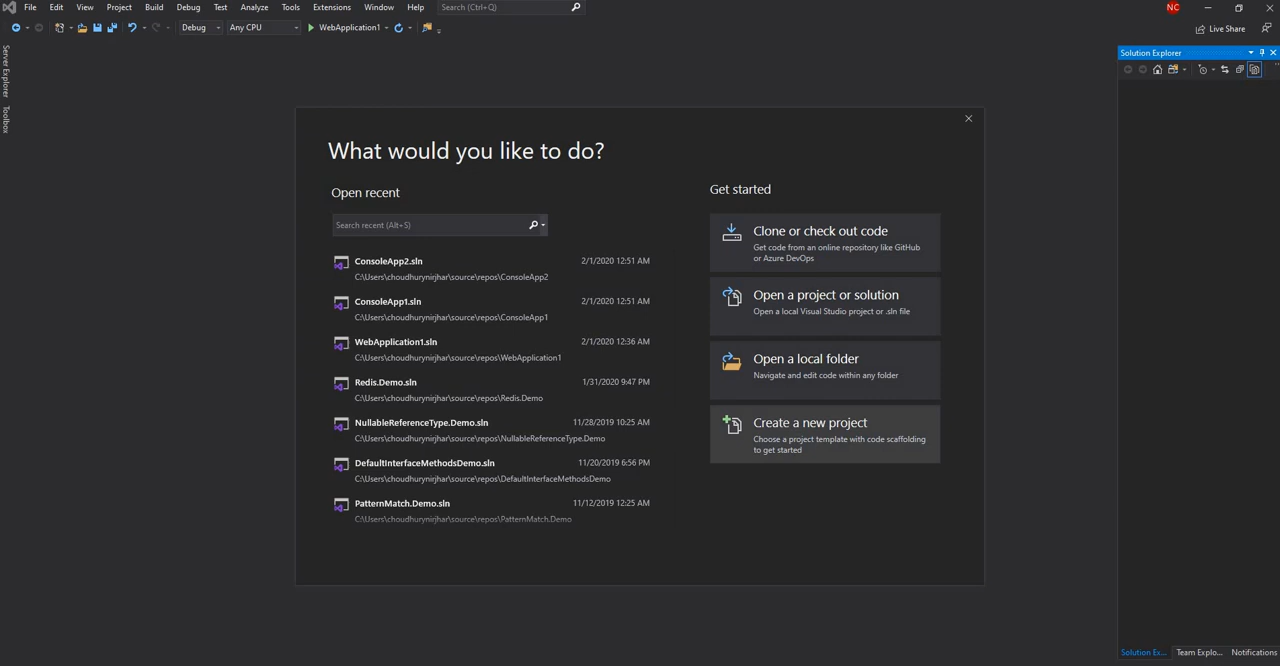 File Edit View Project Build Debug Test Analyze Tools Extensions Window Help Search (Ctrl+Q) NC
Debug Any CPU WebApplication1 Live Share
Server Explorer
Toolbox
Solution Explorer
What would you like to do?
Open recent
Search recent (Alt+S)
ConsoleApp2.sln 2/1/2020 12:51 AM
C:\Users\choudhurynirjhar\source\repos\ConsoleApp2
ConsoleApp1.sln 2/1/2020 12:51 AM
C:\Users\choudhurynirjhar\source\repos\ConsoleApp1
WebApplication1.sln 2/1/2020 12:36 AM
C:\Users\choudhurynirjhar\source\repos\WebApplication1
Redis.Demo.sln 1/31/2020 9:47 PM
C:\Users\choudhurynirjhar\source\repos\Redis.Demo
NullableReferenceType.Demo.sln 11/28/2019 10:25 AM
C:\Users\choudhurynirjhar\source\repos\NullableReferenceType.Demo
DefaultInterfaceMethodsDemo.sln 11/20/2019 6:56 PM
C:\Users\choudhurynirjhar\source\repos\DefaultInterfaceMethodsDemo
PatternMatch.Demo.sln 11/12/2019 12:25 AM
C:\Users\choudhurynirjhar\source\repos\PatternMatch.Demo
Get started
Clone or check out code
Get code from an online repository like GitHub
or Azure DevOps
Open a project or solution
Open a local Visual Studio project or .sln file
Open a local folder
Navigate and edit code within any folder
Create a new project
Choose a project template with code scaffolding
to get started
Solution Ex... Team Explo... Notifications